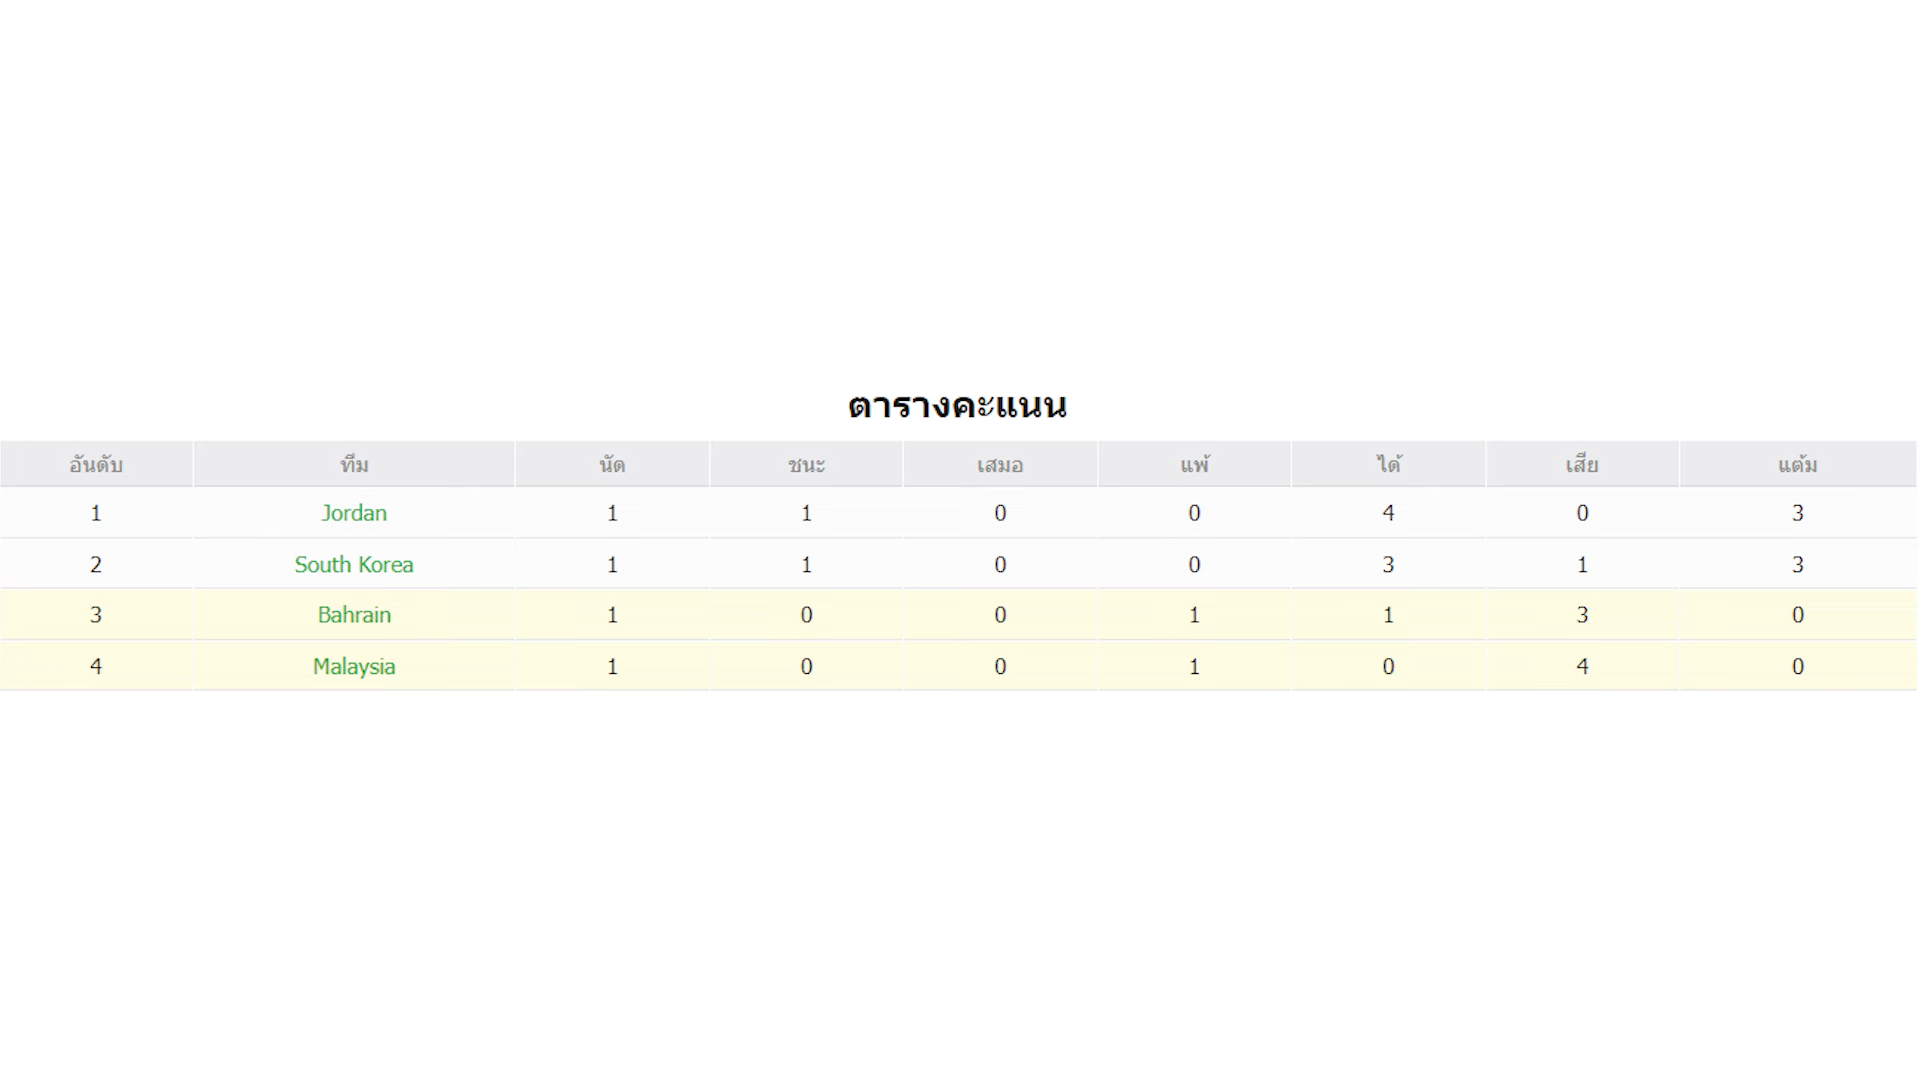 ตารางคะแนน
อันดับ ทีม นัด ชนะ เสมอ แพ้ ได้ เสีย แต้ม
1 Jordan 1 1 0 0 4 0 3
2 South Korea 1 1 0 0 3 1 3
3 Bahrain 1 0 0 1 1 3 0
4 Malaysia 1 0 0 1 0 4 0